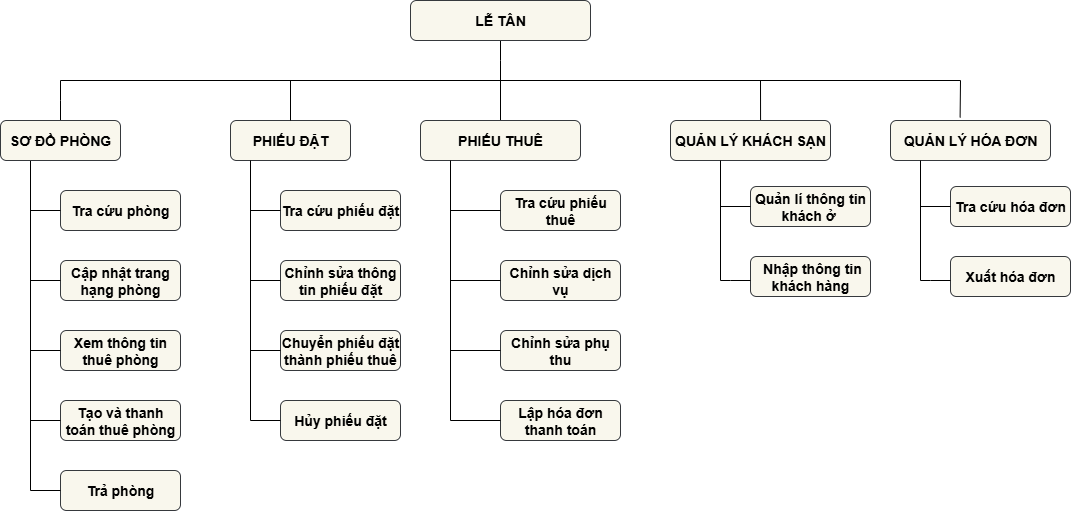 LỄ TÂN
SƠ ĐỒ PHÒNG
PHIẾU ĐẶT
PHIẾU THUÊ
QUẢN LÝ KHÁCH SẠN
QUẢN LÝ HÓA ĐƠN
Tra cứu phòng
Cập nhật trang
hạng phòng
Xem thông tin
thuê phòng
Tạo và thanh
toán thuê phòng
Trả phòng
Tra cứu phiếu đặt
Chỉnh sửa thông
tin phiếu đặt
Chuyển phiếu đặt
thành phiếu thuê
Hủy phiếu đặt
Tra cứu phiếu
thuê
Chỉnh sửa dịch
vụ
Chỉnh sửa phụ
thu
Lập hóa đơn
thanh toán
Quản lí thông tin
khách ở
Nhập thông tin
khách hàng
Tra cứu hóa đơn
Xuất hóa đơn